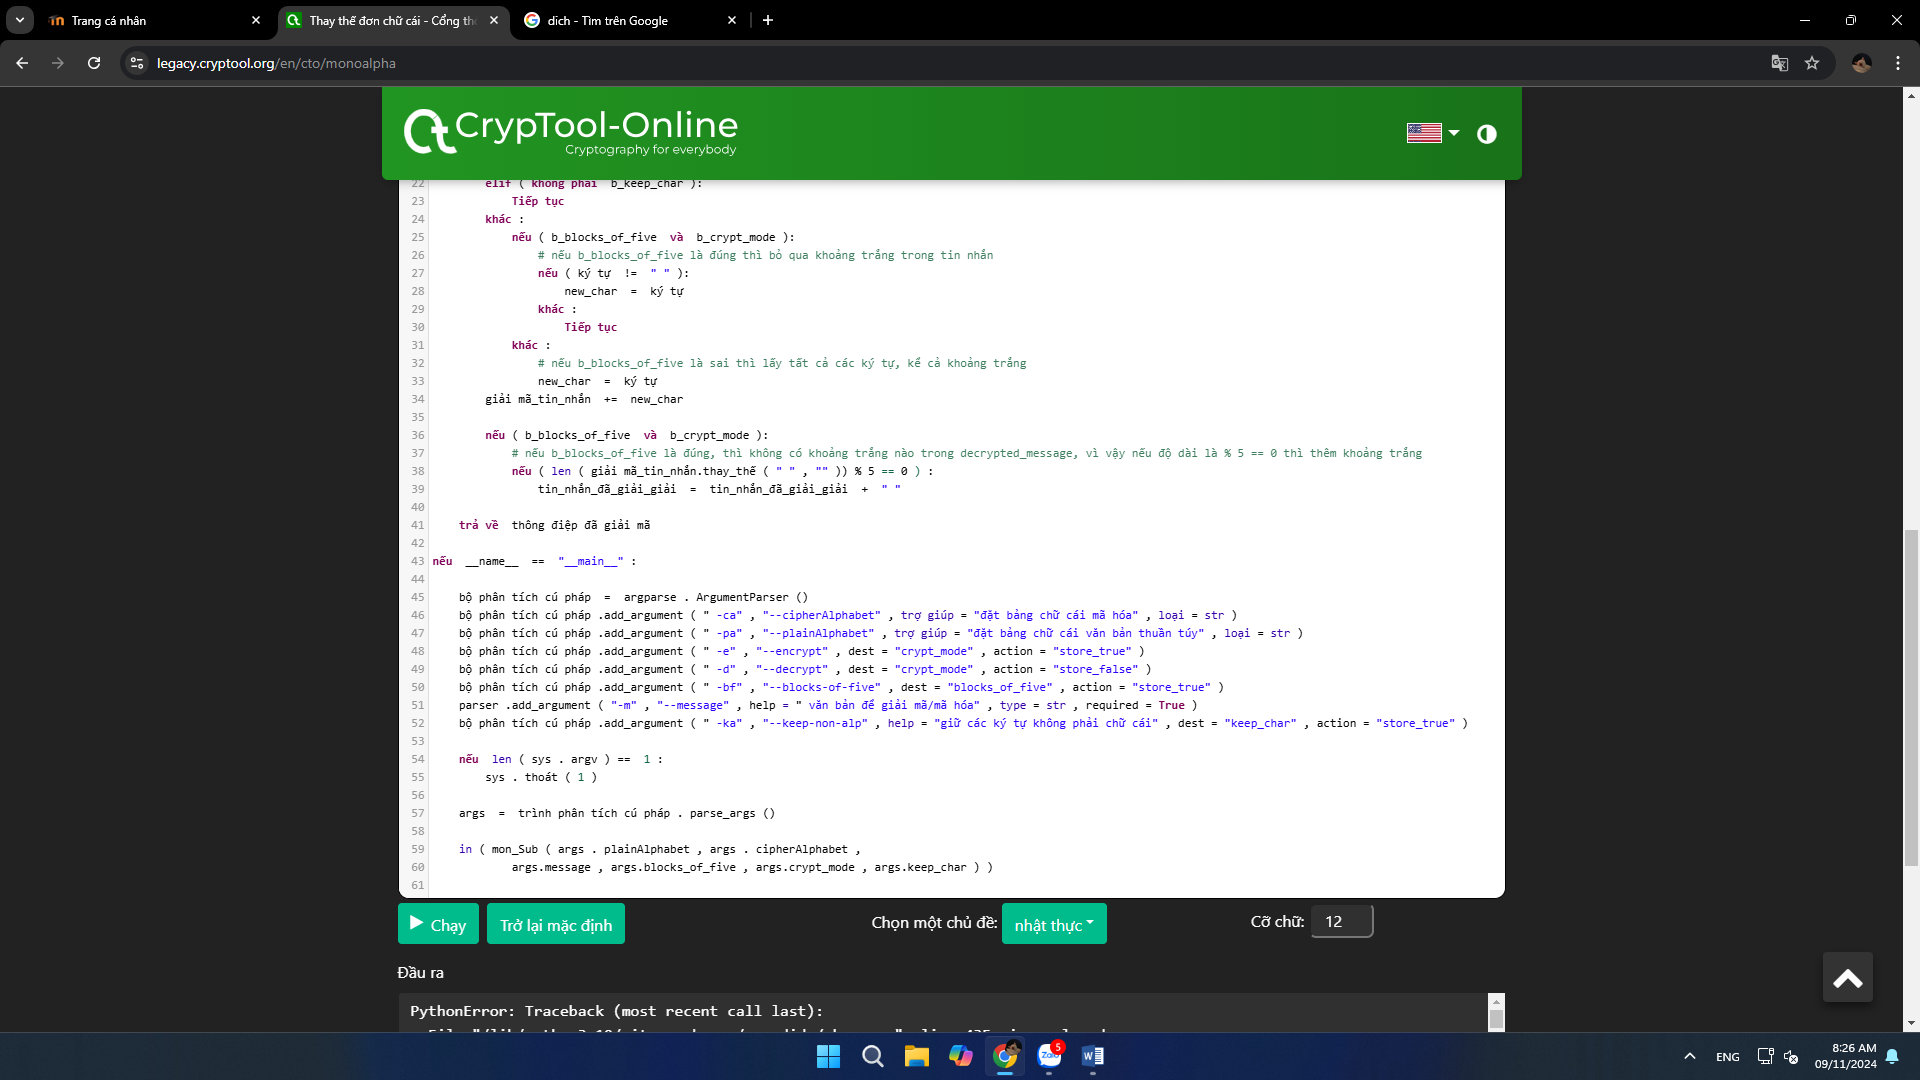 Trang cá nhân
Thay thế đơn chữ cái - Cổng th
dich - Tìm trên Google
legacy.cryptool.org/en/cto/monoalpha
CrypTool-Online
Cryptography for everybody
22 elif ( không phải b_keep_char ):
23 Tiếp tục
24 khác :
25 nếu ( b_blocks_of_five và b_crypt_mode ):
26 # nếu b_blocks_of_five là đúng thì bỏ qua khoảng trắng trong tin nhắn
27 nếu ( ký tự != " " ):
28 new_char = ký tự
29 khác :
30 Tiếp tục
31 khác :
32 # nếu b_blocks_of_five là sai thì lấy tất cả các ký tự, kể cả khoảng trắng
33 new_char = ký tự
34 giải mã_tin_nhắn += new_char
35
36 nếu ( b_blocks_of_five và b_crypt_mode ):
37 # nếu b_blocks_of_five là đúng, thì không có khoảng trắng nào trong decrypted_message, vì vậy nếu độ dài là % 5 == 0 thì thêm khoảng trắng
38 nếu ( len ( giải mã_tin_nhắn.thay_thế ( " " , "" )) % 5 == 0 ) :
39 tin_nhắn_đã_giải_giải = tin_nhắn_đã_giải_giải + " "
40
41 trả về thông điệp đã giải mã
42
43 nếu __name__ == "__main__" :
44
45 bộ phân tích cú pháp = argparse . ArgumentParser ()
46 bộ phân tích cú pháp .add_argument ( " -ca" , "--cipherAlphabet" , trợ giúp = "đặt bảng chữ cái mã hóa" , loại = str )
47 bộ phân tích cú pháp .add_argument ( " -pa" , "--plainAlphabet" , trợ giúp = "đặt bảng chữ cái văn bản thuần túy" , loại = str )
48 bộ phân tích cú pháp .add_argument ( " -e" , "--encrypt" , dest = "crypt_mode" , action = "store_true" )
49 bộ phân tích cú pháp .add_argument ( " -d" , "--decrypt" , dest = "crypt_mode" , action = "store_false" )
50 bộ phân tích cú pháp .add_argument ( " -bf" , "--blocks-of-five" , dest = "blocks_of_five" , action = "store_true" )
51 parser .add_argument ( "-m" , "--message" , help = " văn bản để giải mã/mã hóa" , type = str , required = True )
52 bộ phân tích cú pháp .add_argument ( " -ka" , "--keep-non-alp" , help = "giữ các ký tự không phải chữ cái" , dest = "keep_char" , action = "store_true" )
53
54 nếu len ( sys . argv ) == 1 :
55 sys . thoát ( 1 )
56
57 args = trình phân tích cú pháp . parse_args ()
58
59 in ( mon_Sub ( args . plainAlphabet , args . cipherAlphabet ,
60 args.message , args.blocks_of_five , args.crypt_mode , args.keep_char ) )
61
Chạy Trở lại mặc định Chọn một chủ đề: nhật thực Cỡ chữ: 12
Đầu ra
PythonError: Traceback (most recent call last):
Zalo 5
ENG
8:26 AM
09/11/2024